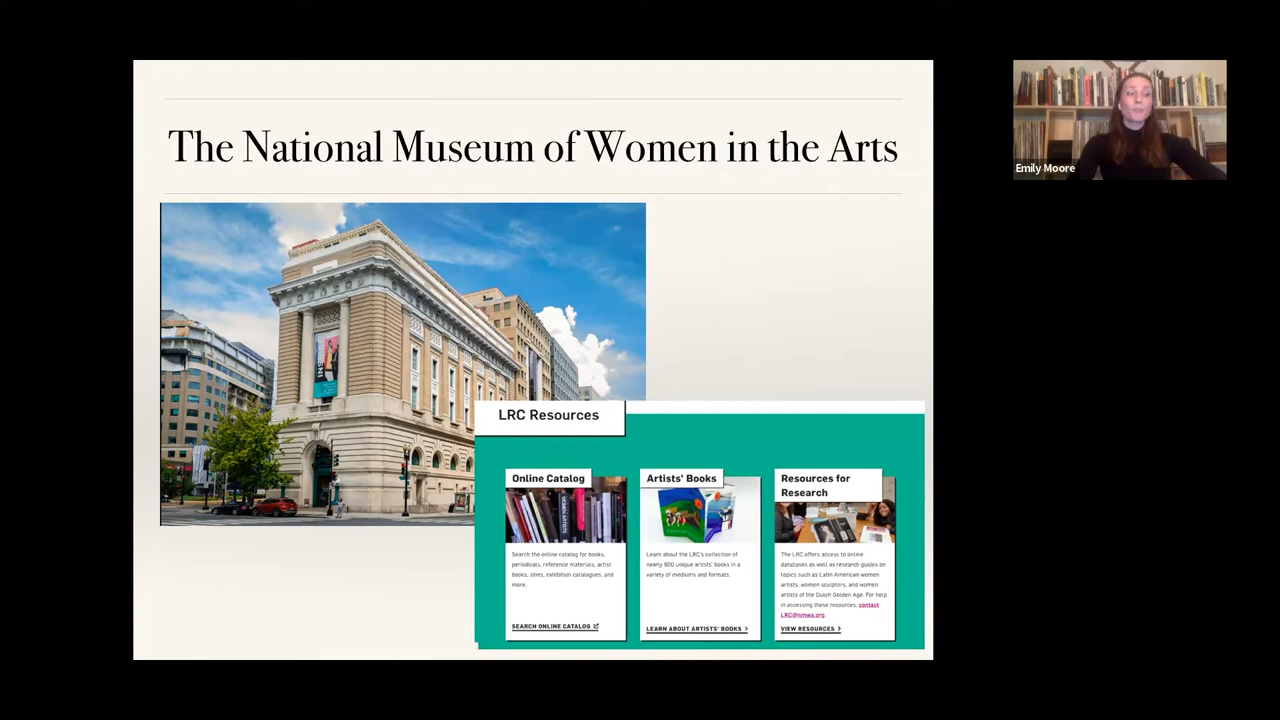 The National Museum of Women in the Arts
Emily Moore
LRC Resources
Online Catalog
Search the online catalog for books,
periodicals, reference materials, artist
books, zines, exhibition catalogues, and
more.
SEARCH ONLINE CATALOG
Artists' Books
Learn about the LRC's collection of
nearly 800 unique artists' books in a
variety of mediums and formats.
LEARN ABOUT ARTISTS' BOOKS >
Resources for
Research
The LRC offers access to online
databases as well as research guides on
topics such as Latin American women
artists, women sculptors, and women
artists of the Dutch Golden Age. For help
in accessing these resources, contact
LRC@nmwa.org.
VIEW RESOURCES >